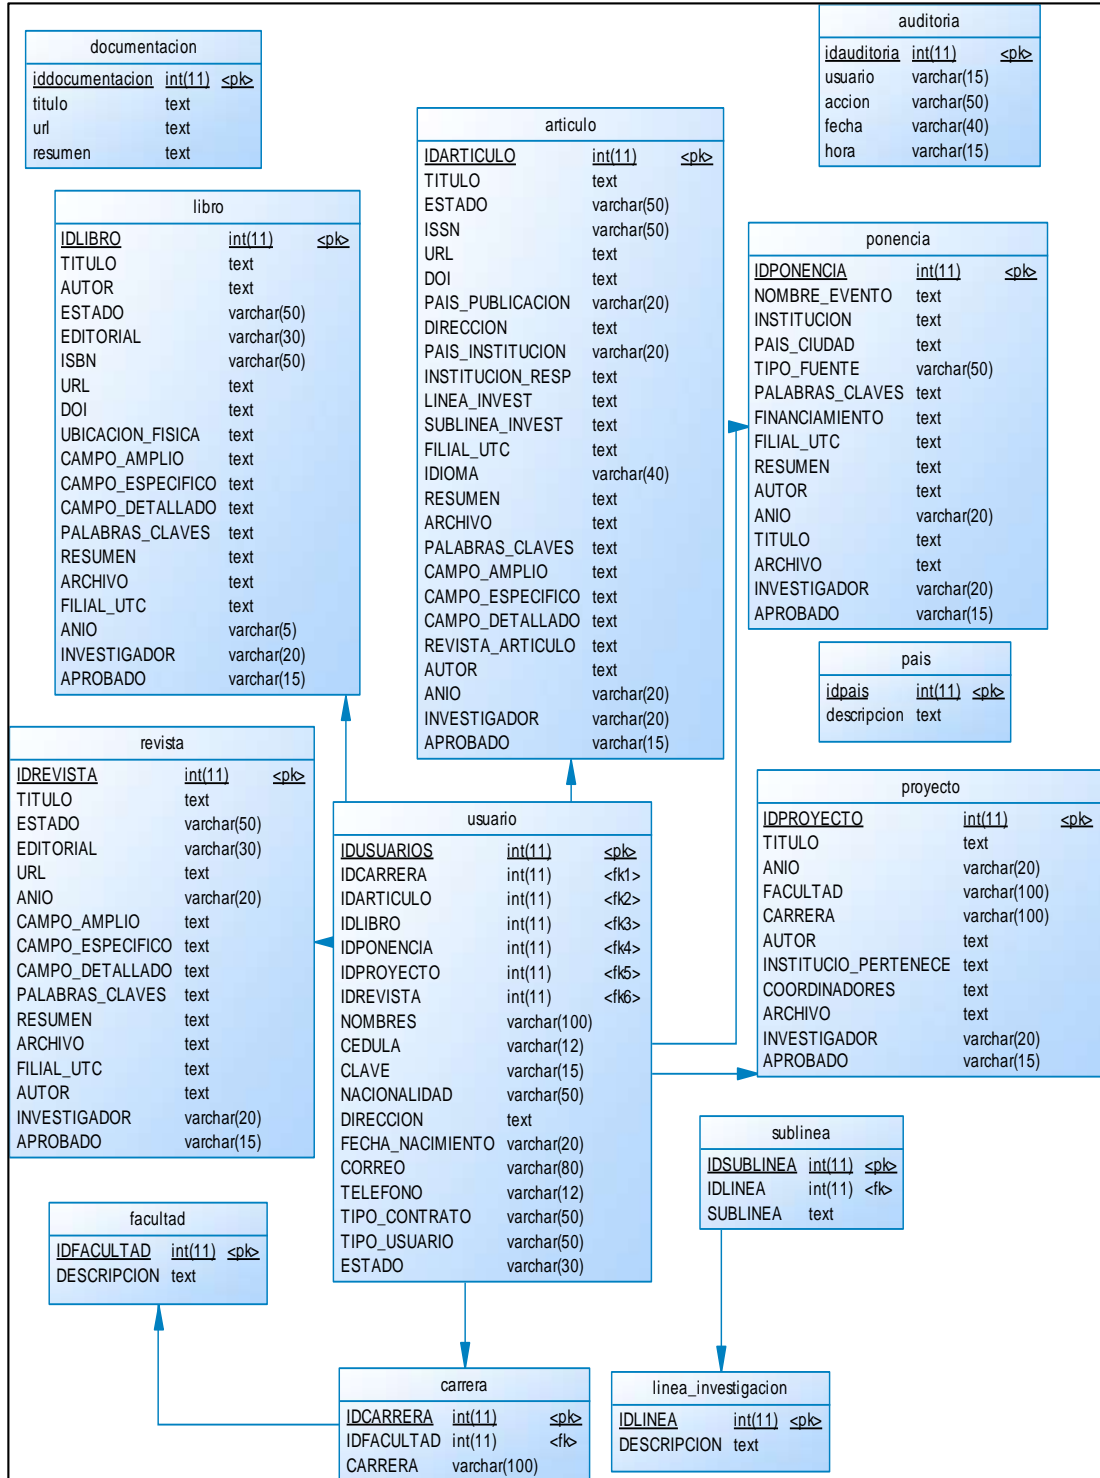 documentacion
iddocumentacion int(11) <pk>
titulo text
url text
resumen text
auditoria
idauditoria int(11) <pk>
usuario varchar(15)
accion varchar(50)
fecha varchar(40)
hora varchar(15)
articulo
IDARTICULO int(11) <pk>
TITULO text
ESTADO varchar(50)
ISSN varchar(50)
URL text
DOI text
PAIS_PUBLICACION varchar(20)
DIRECCION text
PAIS_INSTITUCION varchar(20)
INSTITUCION_RESP text
LINEA_INVEST text
SUBLINEA_INVEST text
FILIAL_UTC text
IDIOMA varchar(40)
RESUMEN text
ARCHIVO text
PALABRAS_CLAVES text
CAMPO_AMPLIO text
CAMPO_ESPECIFICO text
CAMPO_DETALLADO text
REVISTA_ARTICULO text
AUTOR text
ANIO varchar(20)
INVESTIGADOR varchar(20)
APROBADO varchar(15)
libro
IDLIBRO int(11) <pk>
TITULO text
AUTOR text
ESTADO varchar(50)
EDITORIAL varchar(30)
ISBN varchar(50)
URL text
DOI text
UBICACION_FISICA text
CAMPO_AMPLIO text
CAMPO_ESPECIFICO text
CAMPO_DETALLADO text
PALABRAS_CLAVES text
RESUMEN text
ARCHIVO text
FILIAL_UTC text
ANIO varchar(5)
INVESTIGADOR varchar(20)
APROBADO varchar(15)
ponencia
IDPONENCIA int(11) <pk>
NOMBRE_EVENTO text
INSTITUCION text
PAIS_CIUDAD text
TIPO_FUENTE varchar(50)
PALABRAS_CLAVES text
FINANCIAMIENTO text
FILIAL_UTC text
RESUMEN text
AUTOR text
ANIO varchar(20)
TITULO text
ARCHIVO text
INVESTIGADOR varchar(20)
APROBADO varchar(15)
pais
idpais int(11) <pk>
descripcion text
revista
IDREVISTA int(11) <pk>
TITULO text
ESTADO varchar(50)
EDITORIAL varchar(30)
URL text
ANIO varchar(20)
CAMPO_AMPLIO text
CAMPO_ESPECIFICO text
CAMPO_DETALLADO text
PALABRAS_CLAVES text
RESUMEN text
ARCHIVO text
FILIAL_UTC text
AUTOR text
INVESTIGADOR varchar(20)
APROBADO varchar(15)
usuario
IDUSUARIOS int(11) <pk>
IDCARRERA int(11) <fk1>
IDARTICULO int(11) <fk2>
IDLIBRO int(11) <fk3>
IDPONENCIA int(11) <fk4>
IDPROYECTO int(11) <fk5>
IDREVISTA int(11) <fk6>
NOMBRES varchar(100)
CEDULA varchar(12)
CLAVE varchar(15)
NACIONALIDAD varchar(50)
DIRECCION text
FECHA_NACIMIENTO varchar(20)
CORREO varchar(80)
TELEFONO varchar(12)
TIPO_CONTRATO varchar(50)
TIPO_USUARIO varchar(50)
ESTADO varchar(30)
proyecto
IDPROYECTO int(11) <pk>
TITULO text
ANIO varchar(20)
FACULTAD varchar(100)
CARRERA varchar(100)
AUTOR text
INSTITUCIO_PERTENECE text
COORDINADORES text
ARCHIVO text
INVESTIGADOR varchar(20)
APROBADO varchar(15)
sublinea
IDSUBLINEA int(11) <pk>
IDLINEA int(11) <fk>
SUBLINEA text
facultad
IDFACULTAD int(11) <pk>
DESCRIPCION text
carrera
IDCARRERA int(11) <pk>
IDFACULTAD int(11) <fk>
CARRERA varchar(100)
linea_investigacion
IDLINEA int(11) <pk>
DESCRIPCION text